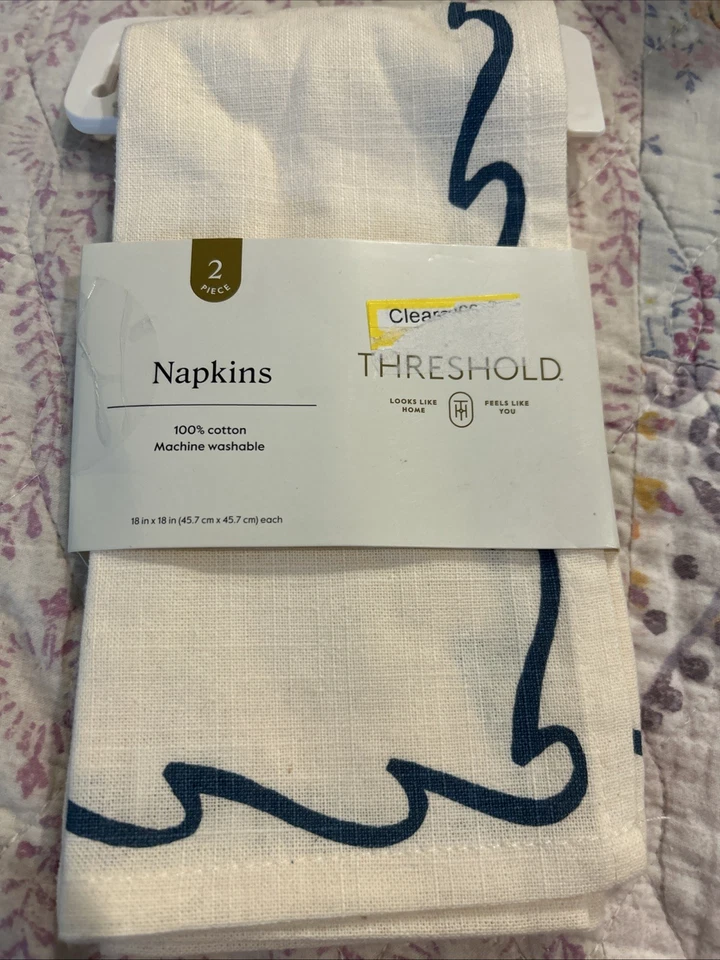 2
PIECE
Napkins
100% cotton
Machine washable
18 in x 18 in (45.7 cm x 45.7 cm) each
THRESHOLD™
LOOKS LIKE
HOME
FEELS LIKE
YOU